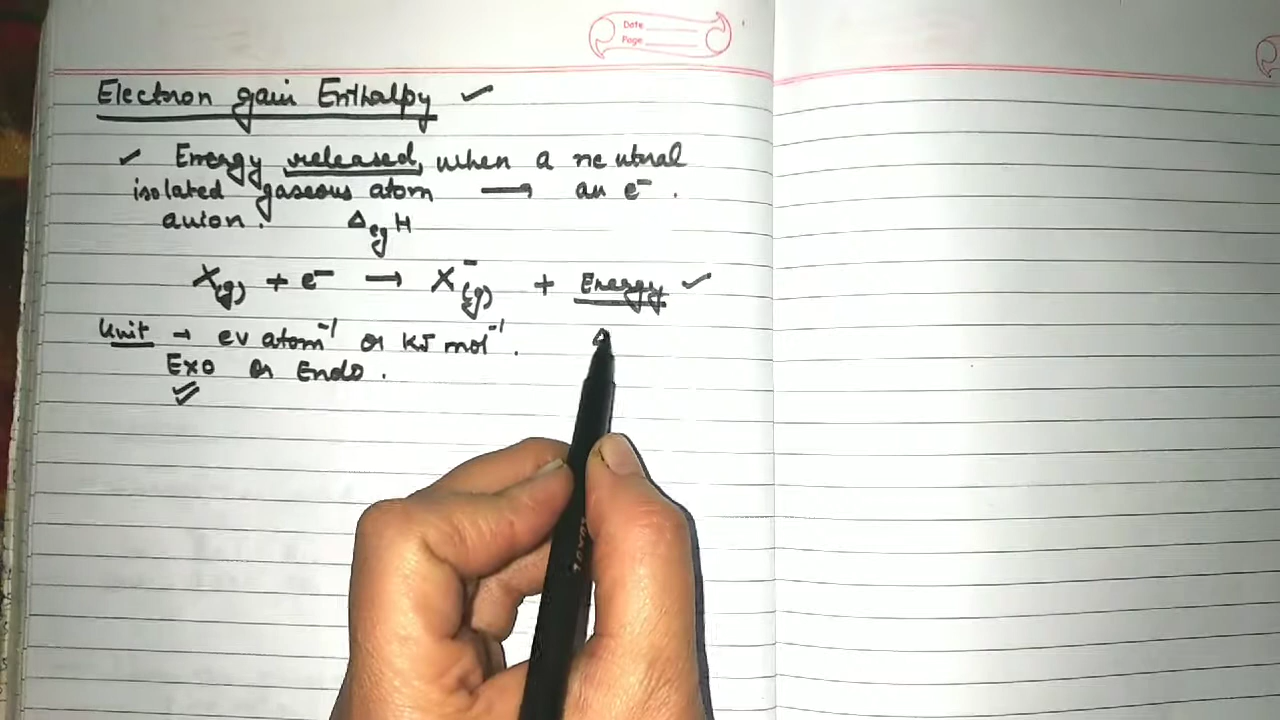 Date
Page
Electron gain Enthalpy ✓
✓ Energy released, when a neutral
isolated gaseous atom → an e⁻.
anion. ΔegH
X(g) + e⁻ → X⁻(g) + Energy ✓
Unit → ev atom⁻¹ or KJ mol⁻¹.
Exo or Endo.